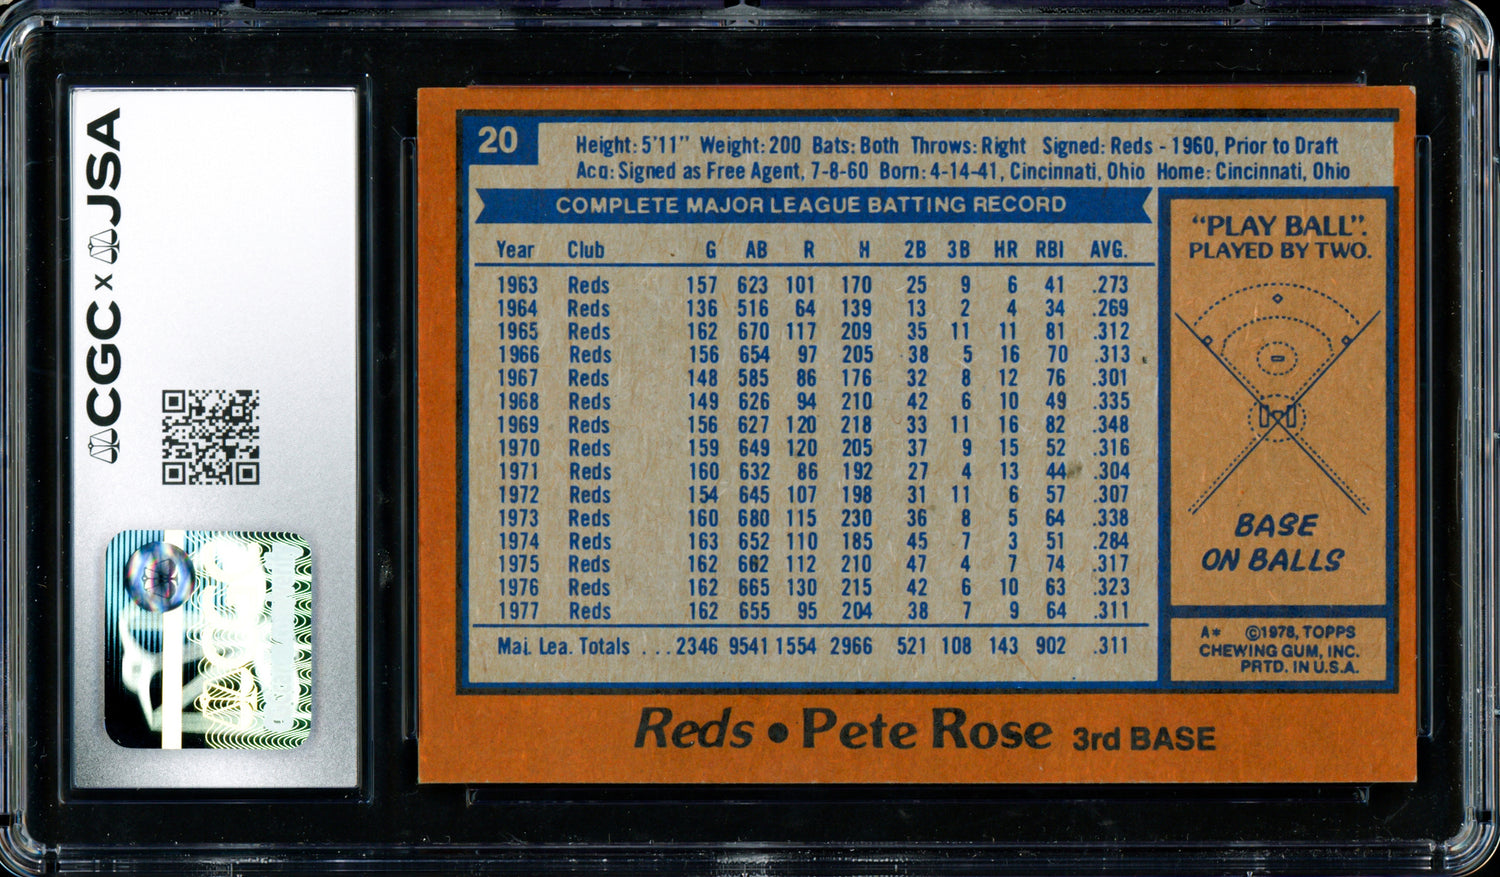 CGC x JSA
20
Height: 5'11" Weight: 200 Bats: Both Throws: Right Signed: Reds - 1960, Prior to Draft
Acq: Signed as Free Agent, 7-8-60 Born: 4-14-41, Cincinnati, Ohio Home: Cincinnati, Ohio
COMPLETE MAJOR LEAGUE BATTING RECORD
Year Club G AB R H 2B 3B HR RBI AVG.
1963 Reds 157 623 101 170 25 9 6 41 .273
1964 Reds 136 516 64 139 13 2 4 34 .269
1965 Reds 162 670 117 209 35 11 11 81 .312
1966 Reds 156 654 97 205 38 5 16 70 .313
1967 Reds 148 585 86 176 32 8 12 76 .301
1968 Reds 149 626 94 210 42 6 10 49 .335
1969 Reds 156 627 120 218 33 11 16 82 .348
1970 Reds 159 649 120 205 37 9 15 52 .316
1971 Reds 160 632 86 192 27 4 13 44 .304
1972 Reds 154 645 107 198 31 11 6 57 .307
1973 Reds 160 680 115 230 36 8 5 64 .338
1974 Reds 163 652 110 185 45 7 3 51 .284
1975 Reds 162 662 112 210 47 4 7 74 .317
1976 Reds 162 665 130 215 42 6 10 63 .323
1977 Reds 162 655 95 204 38 7 9 64 .311
Maj. Lea. Totals ... 2346 9541 1554 2966 521 108 143 902 .311
"PLAY BALL".
PLAYED BY TWO.
BASE
ON BALLS
A* ©1978, TOPPS
CHEWING GUM, INC.
PRTD. IN U.S.A.
Reds • Pete Rose 3rd BASE